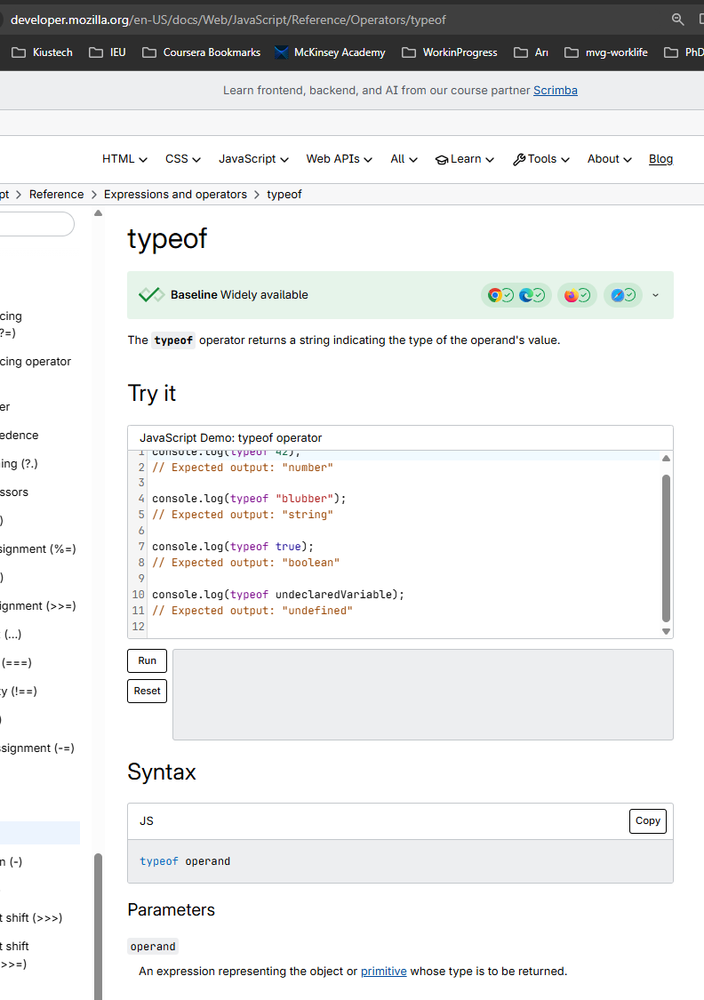 developer.mozilla.org/en-US/docs/Web/JavaScript/Reference/Operators/typeof
Kiustech IEU Coursera Bookmarks McKinsey Academy WorkinProgress Arı mvg-worklife PhD
Learn frontend, backend, and AI from our course partner Scrimba
HTML CSS JavaScript Web APIs All Learn Tools About Blog
pt > Reference > Expressions and operators > typeof
typeof
Baseline Widely available
The typeof operator returns a string indicating the type of the operand's value.
Try it
JavaScript Demo: typeof operator
1 console.log(typeof 42);
2 // Expected output: "number"
3
4 console.log(typeof "blubber");
5 // Expected output: "string"
6
7 console.log(typeof true);
8 // Expected output: "boolean"
9
10 console.log(typeof undeclaredVariable);
11 // Expected output: "undefined"
12
Run
Reset
Syntax
JS
Copy
typeof operand
Parameters
operand
An expression representing the object or primitive whose type is to be returned.
cing
?=)
cing operator
er
edence
ing (?.)
ssors
)
signment (%=)
)
ignment (>>=)
(...)
(===)
y (!==)
)
ssignment (-=)
n (-)
t shift (>>>)
t shift
>>=)